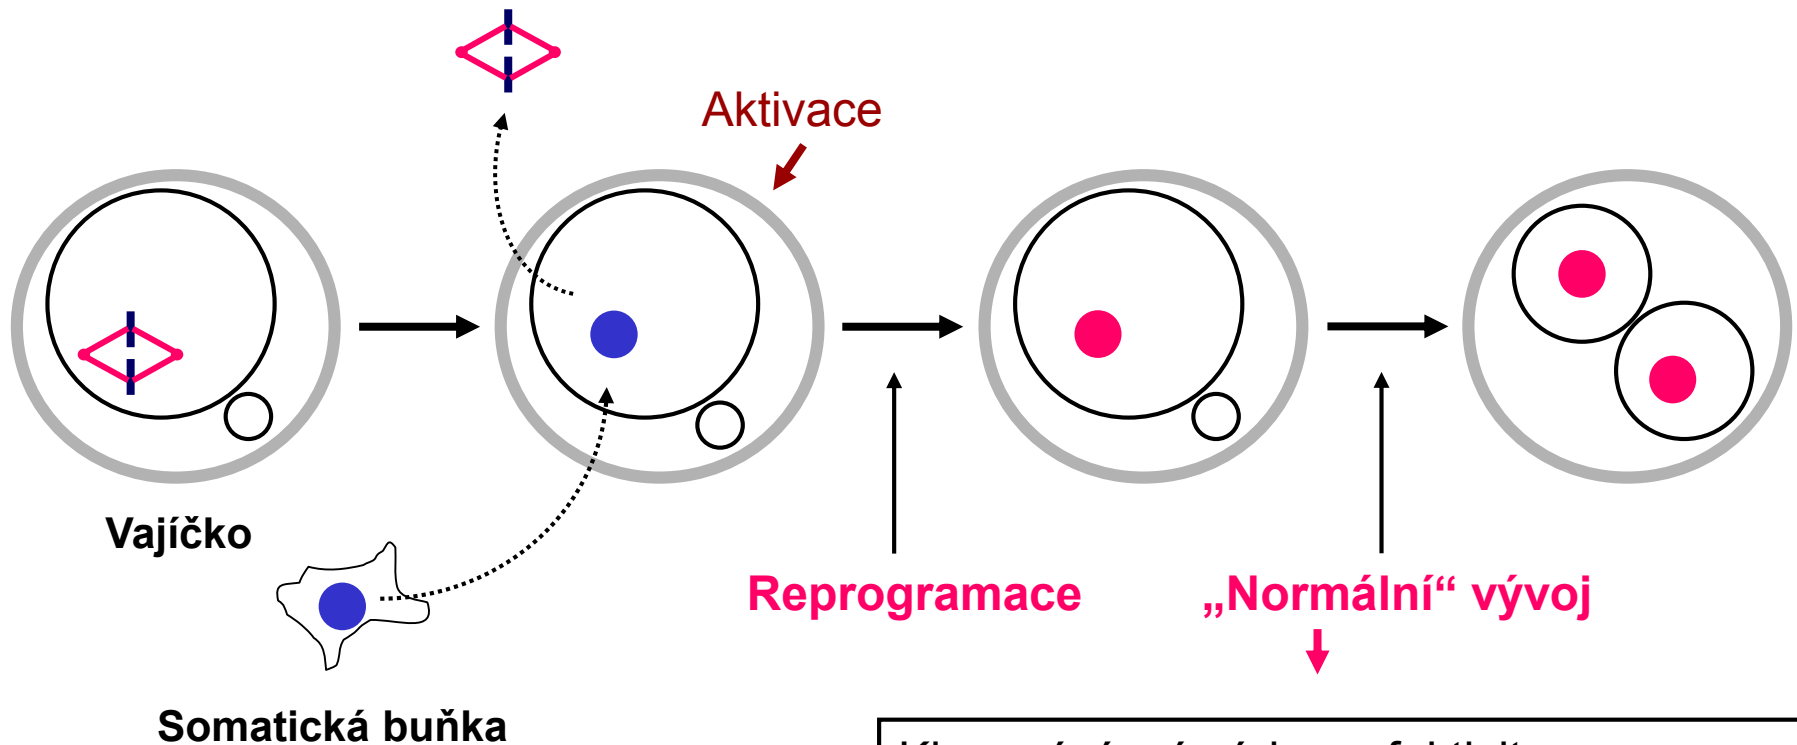 Aktivace
Vajíčko
Reprogramace
„Normální“ vývoj
Somatická buňka